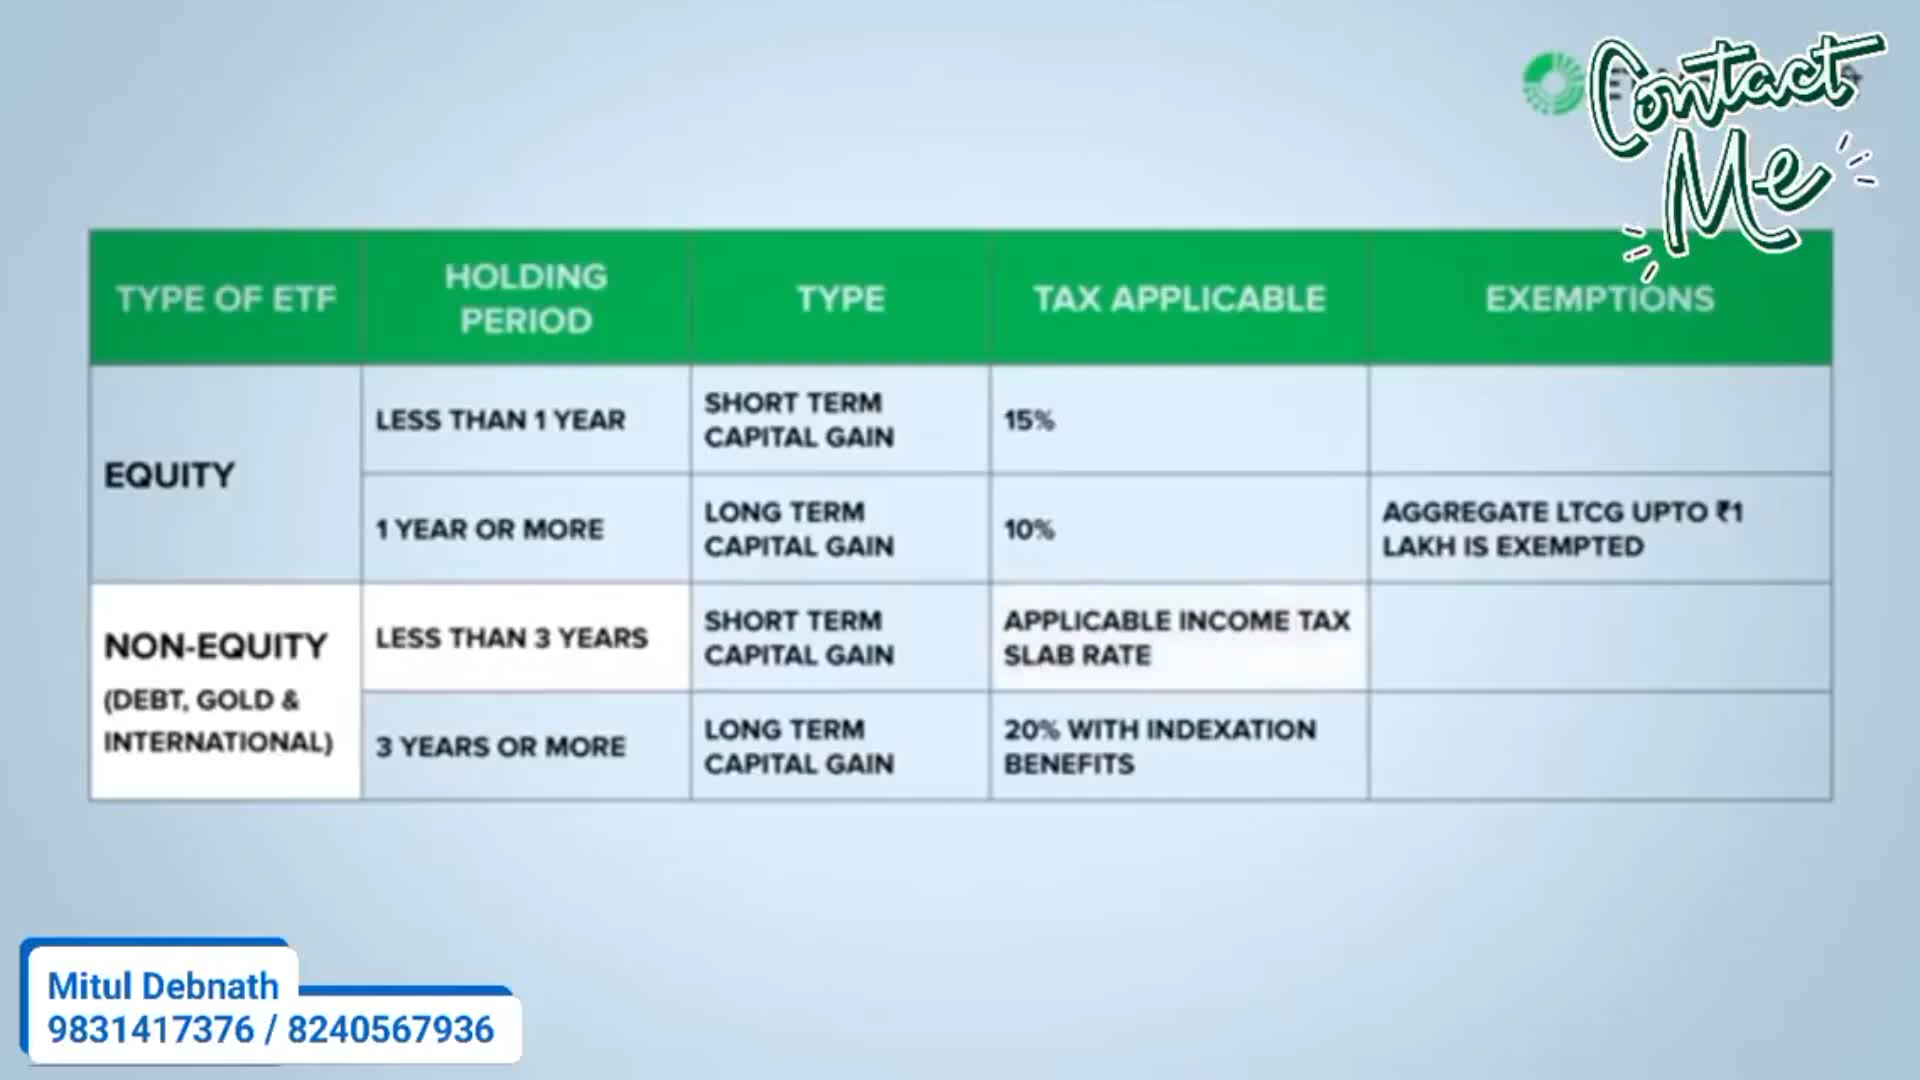 Contact
Me
TYPE OF ETF
HOLDING
PERIOD
TYPE
TAX APPLICABLE
EXEMPTIONS
EQUITY
LESS THAN 1 YEAR
SHORT TERM
CAPITAL GAIN
15%
1 YEAR OR MORE
LONG TERM
CAPITAL GAIN
10%
AGGREGATE LTCG UPTO ₹1
LAKH IS EXEMPTED
NON-EQUITY
(DEBT, GOLD &
INTERNATIONAL)
LESS THAN 3 YEARS
SHORT TERM
CAPITAL GAIN
APPLICABLE INCOME TAX
SLAB RATE
3 YEARS OR MORE
LONG TERM
CAPITAL GAIN
20% WITH INDEXATION
BENEFITS
Mitul Debnath
9831417376 / 8240567936